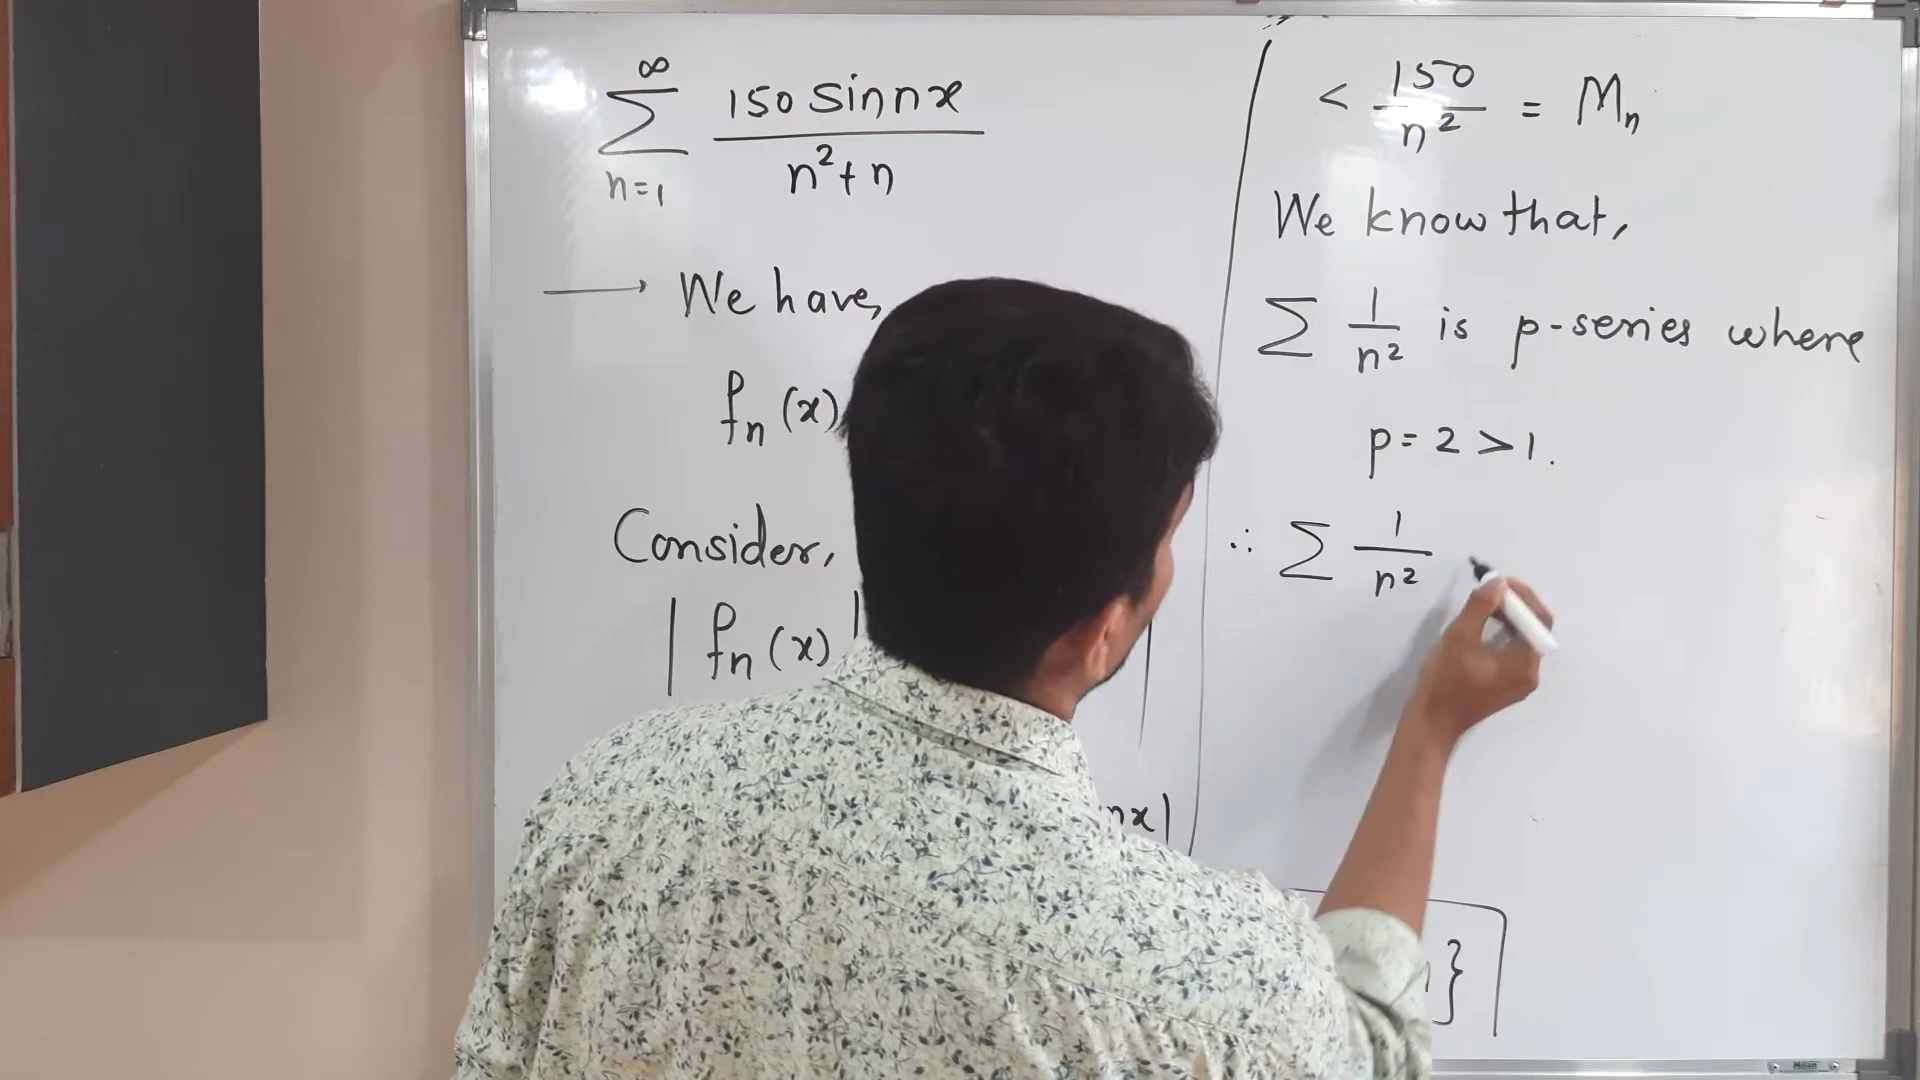 ∞
∑ 150 sin nx / n² + n
n=1
→ We have,
fn(x)
Consider,
| fn(x) |
nx|
< 150 / n² = Mn
We know that,
∑ 1/n² is p-series where
p = 2 > 1.
∴ ∑ 1/n²
}
Milan